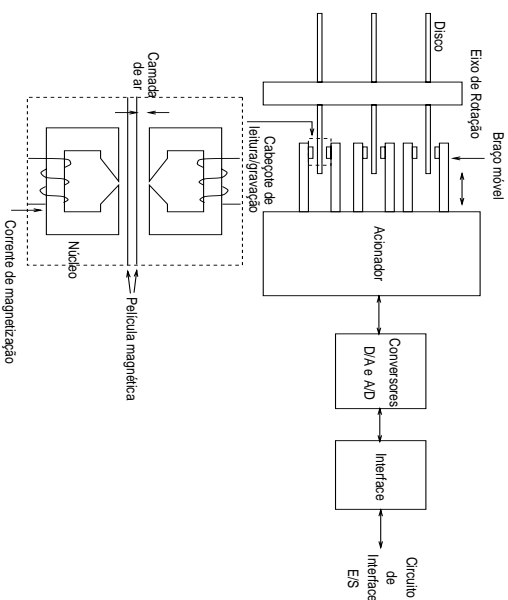 Disco
Eixo de Rotação
Braço móvel
Acionador
Conversores
D/A e A/D
Interface
Circuito
de
Interface
E/S
Cabeçote de
leitura/gravação
Camada
de ar
Núcleo
Película magnética
Corrente de magnetização